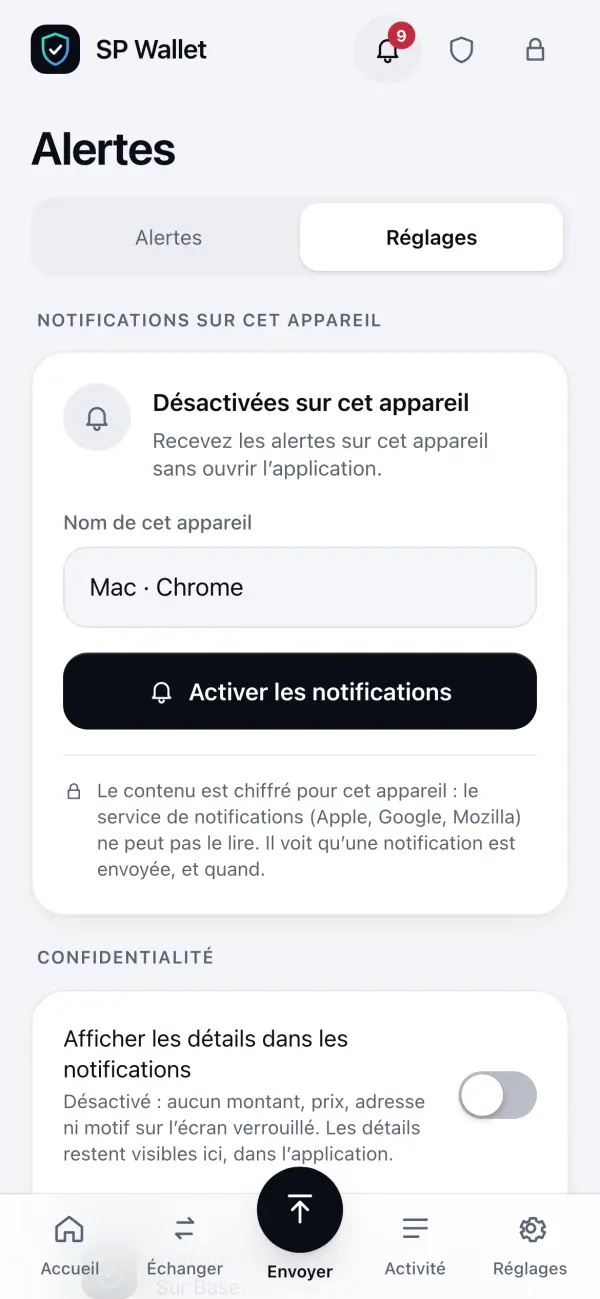 SP Wallet
9
Alertes
Alertes
Réglages
NOTIFICATIONS SUR CET APPAREIL
Désactivées sur cet appareil
Recevez les alertes sur cet appareil
sans ouvrir l’application.
Nom de cet appareil
Mac · Chrome
Activer les notifications
Le contenu est chiffré pour cet appareil : le
service de notifications (Apple, Google, Mozilla)
ne peut pas le lire. Il voit qu’une notification est
envoyée, et quand.
CONFIDENTIALITÉ
Afficher les détails dans les
notifications
Désactivé : aucun montant, prix, adresse
ni motif sur l’écran verrouillé. Les détails
restent visibles ici, dans l’application.
Accueil
Échanger
Envoyer
Activité
Réglages
Sur Base.